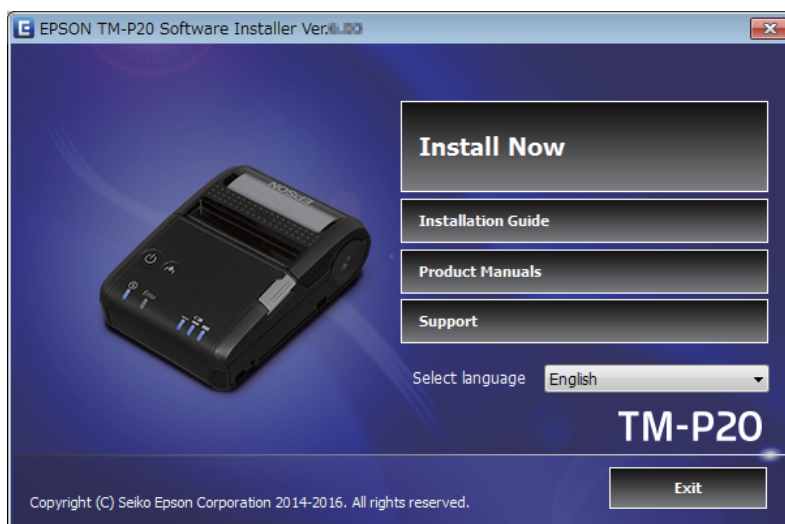 EPSON TM-P20 Software Installer Ver.
Install Now
EPSON
Installation Guide
Product Manuals
Support
Select language English
TM-P20
Exit
Copyright (C) Seiko Epson Corporation 2014-2016. All rights reserved.